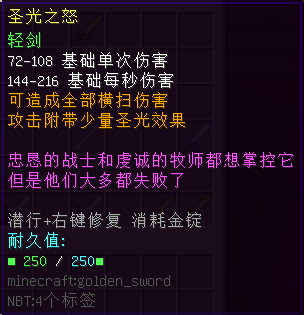 圣光之怒
轻剑
72-108 基础单次伤害
144-216 基础每秒伤害
可造成全部横扫伤害
攻击附带少量圣光效果
忠恳的战士和虔诚的牧师都想掌控它
但是他们大多都失败了
潜行+右键修复 消耗金锭
耐久值:
■ 250 / 250■
minecraft:golden_sword
NBT:4个标签